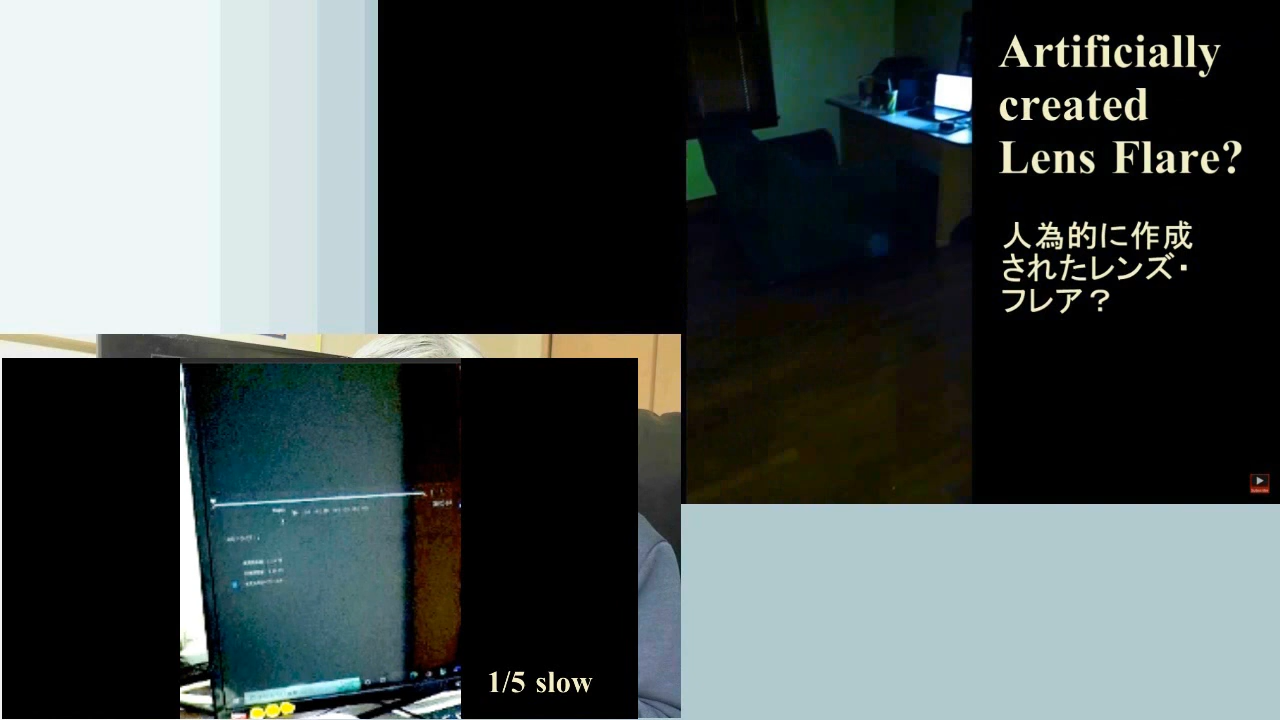 Artificially
created
Lens Flare?
人為的に作成
されたレンズ・
フレア？
1/5 slow